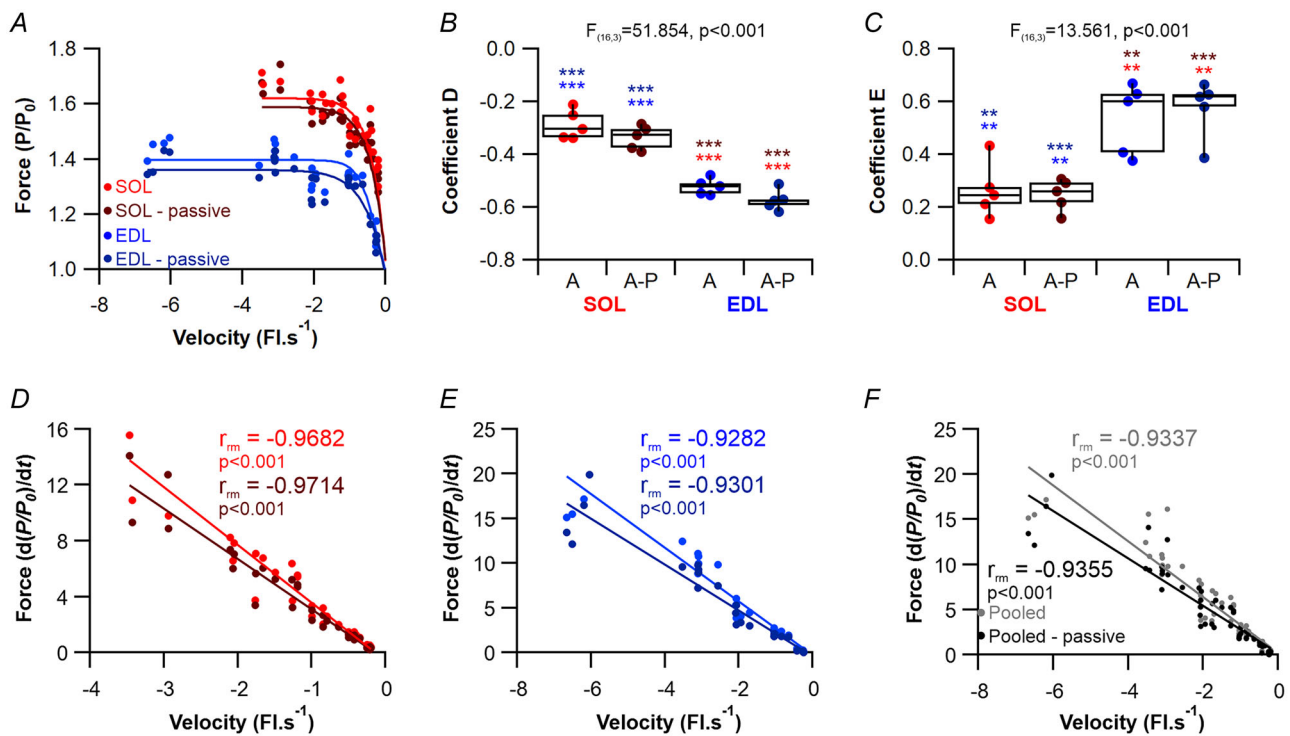 A
Force (P/P0)
1.8
1.6
1.4
1.2
1.0
SOL
SOL - passive
EDL
EDL - passive
-8 -6 -4 -2 0
Velocity (Fl.s-1)
B
F(16,3)=51.854, p<0.001
Coefficient D
0.0
-0.2
-0.4
-0.6
-0.8
*** *** *** ***
*** *** *** ***
A A-P A A-P
SOL EDL
C
F(16,3)=13.561, p<0.001
Coefficient E
0.8
0.6
0.4
0.2
0.0
** *** ** ***
** ** ** **
A A-P A A-P
SOL EDL
D
Force (d(P/P0)/dt)
16
12
8
4
0
rrm = -0.9682
p<0.001
rrm = -0.9714
p<0.001
-4 -3 -2 -1 0
Velocity (Fl.s-1)
E
Force (d(P/P0)/dt)
25
20
15
10
5
0
rrm = -0.9282
p<0.001
rrm = -0.9301
p<0.001
-8 -6 -4 -2 0
Velocity (Fl.s-1)
F
Force (d(P/P0)/dt)
25
20
15
10
5
0
rrm = -0.9337
p<0.001
rrm = -0.9355
p<0.001
Pooled
Pooled - passive
-8 -6 -4 -2 0
Velocity (Fl.s-1)